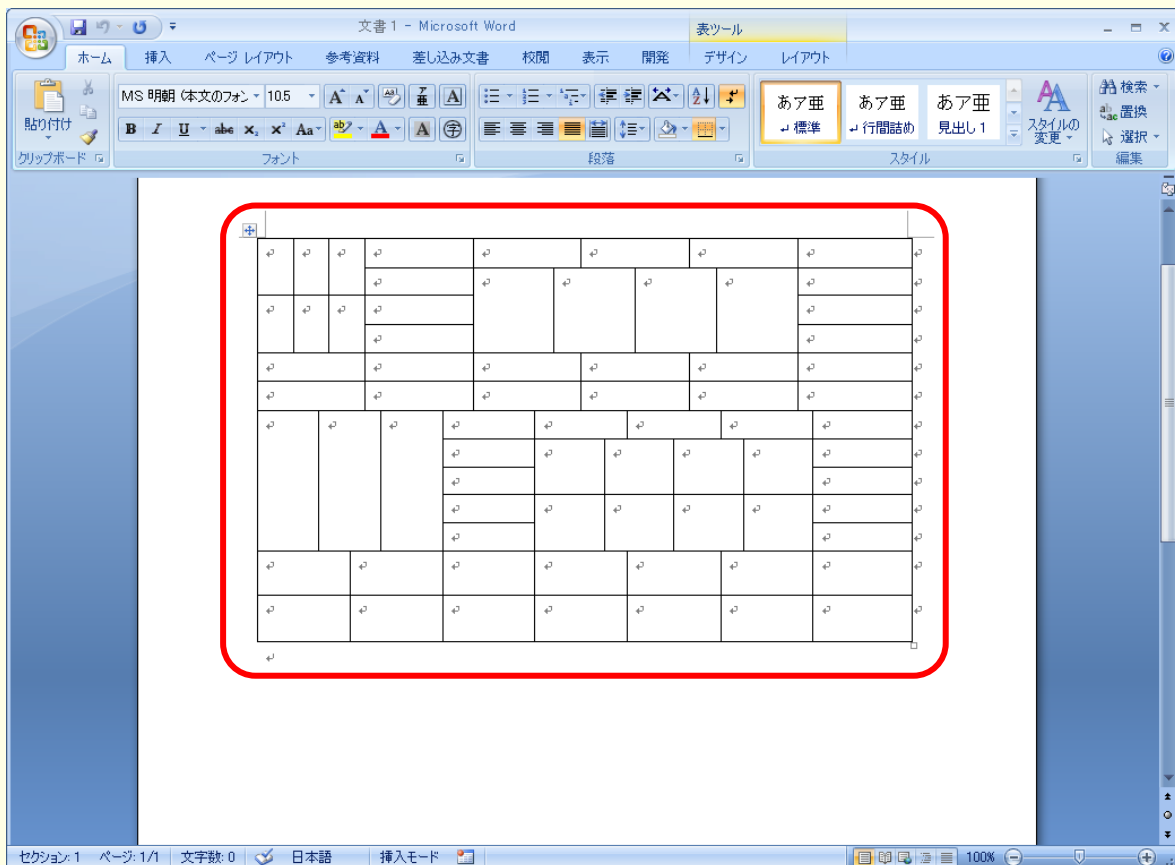 文書 1 - Microsoft Word
表ツール
ホーム 挿入 ページ レイアウト 参考資料 差し込み文書 校閲 表示 開発 デザイン レイアウト
貼り付け
クリップボード
MS 明朝 (本文のフォン 10.5
B I U abe X₂ X² Aa
フォント
段落
あア亜 あア亜 あア亜
標準 行間詰め 見出し 1
スタイルの
変更
スタイル
検索
置換
選択
編集
セクション: 1 ページ: 1/1 文字数: 0 日本語 挿入モード 100%